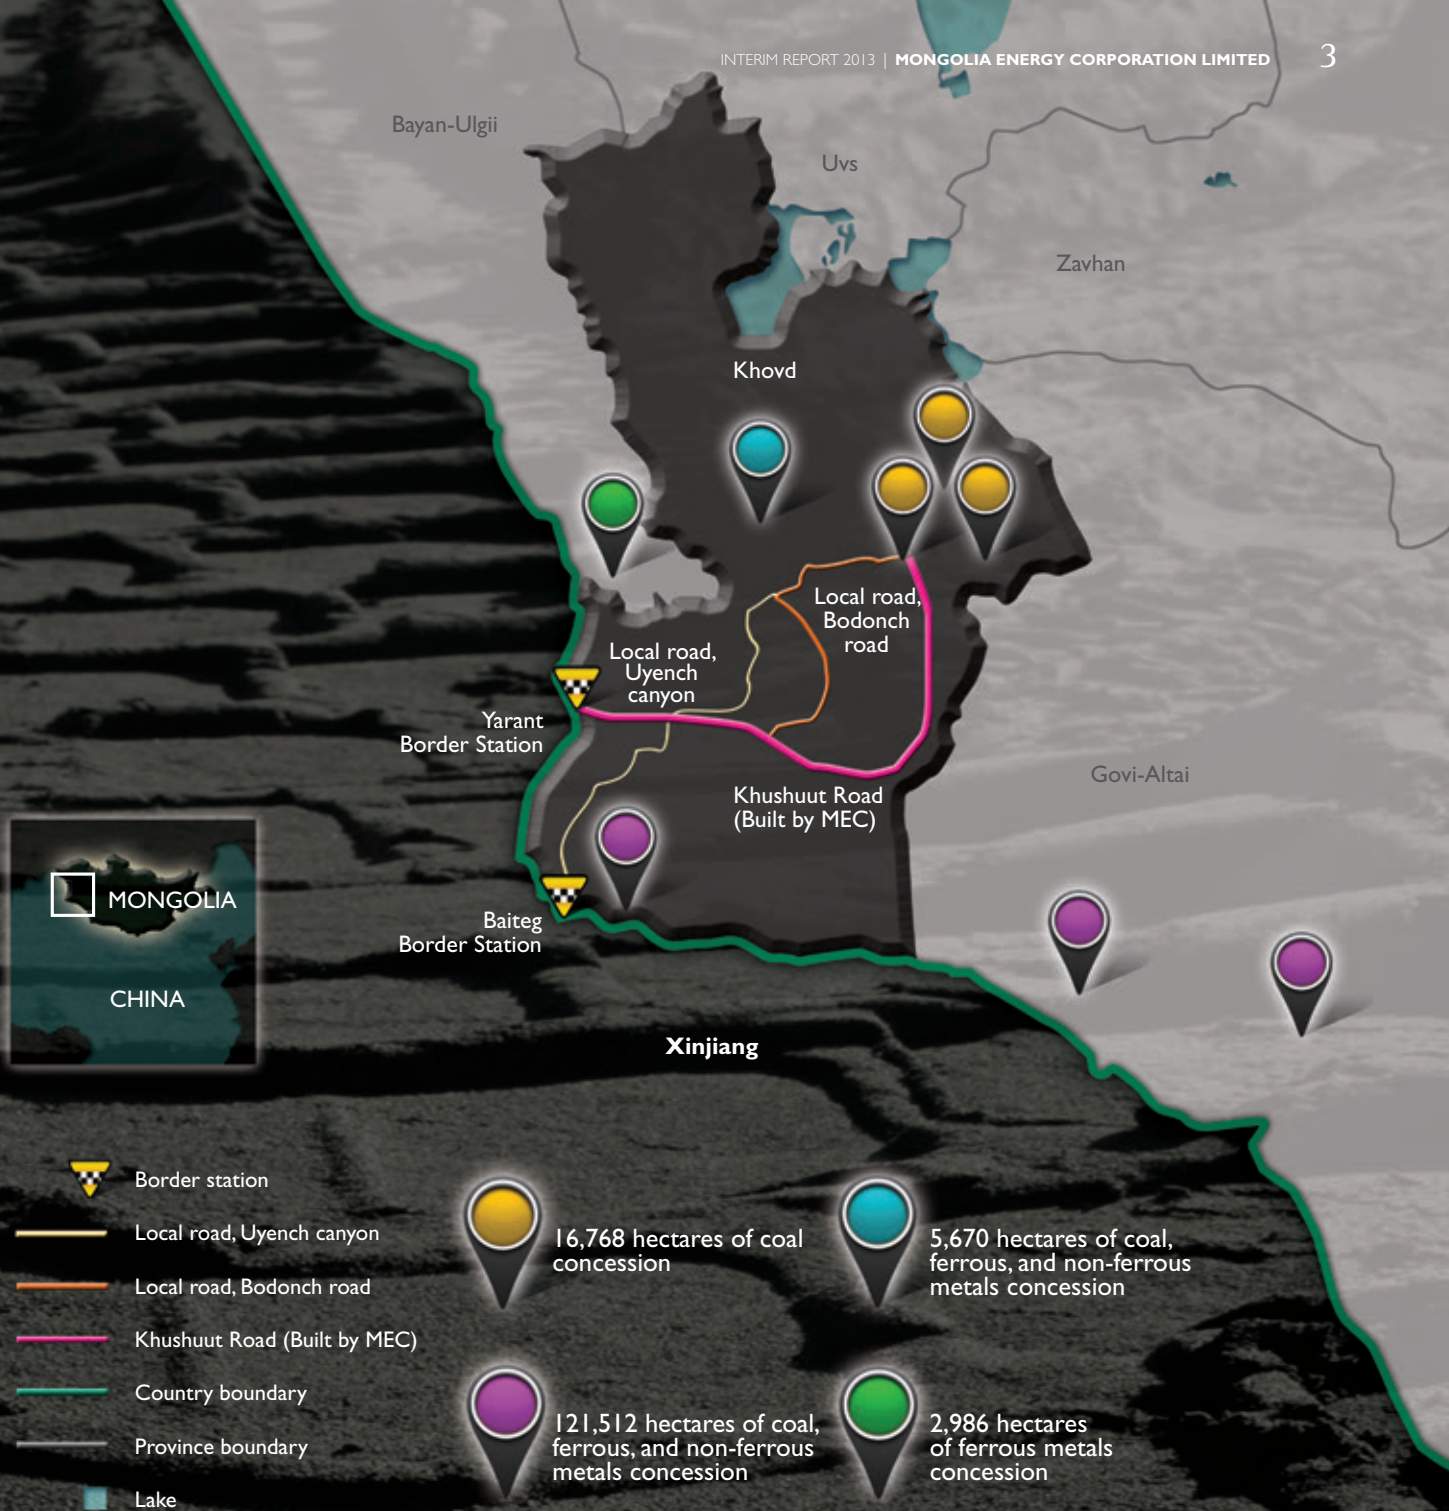 INTERIM REPORT 2013 | MONGOLIA ENERGY CORPORATION LIMITED 3
Bayan-Ulgii
Uvs
Zavhan
Khovd
Local road,
Bodonch
road
Local road,
Uyench
canyon
Yarant
Border Station
Khushuut Road
(Built by MEC)
Govi-Altai
MONGOLIA
CHINA
Baiteg
Border Station
Xinjiang
Border station
Local road, Uyench canyon
Local road, Bodonch road
Khushuut Road (Built by MEC)
Country boundary
Province boundary
Lake
16,768 hectares of coal
concession
5,670 hectares of coal,
ferrous, and non-ferrous
metals concession
121,512 hectares of coal,
ferrous, and non-ferrous
metals concession
2,986 hectares
of ferrous metals
concession